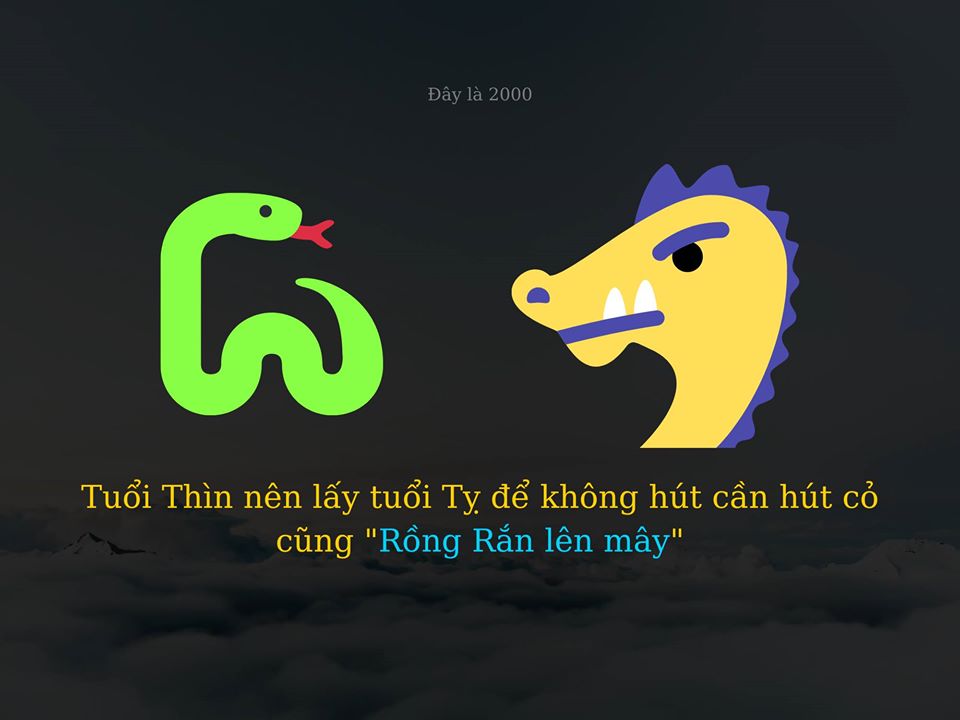 Đây là 2000
Tuổi Thìn nên lấy tuổi Tỵ để không hút cần hút cỏ
cũng "Rồng Rắn lên mây"